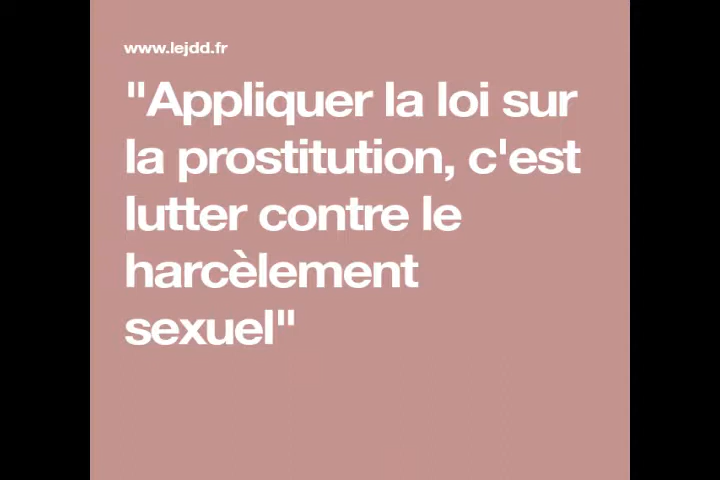 www.lejdd.fr
"Appliquer la loi sur
la prostitution, c'est
lutter contre le
harcèlement
sexuel"